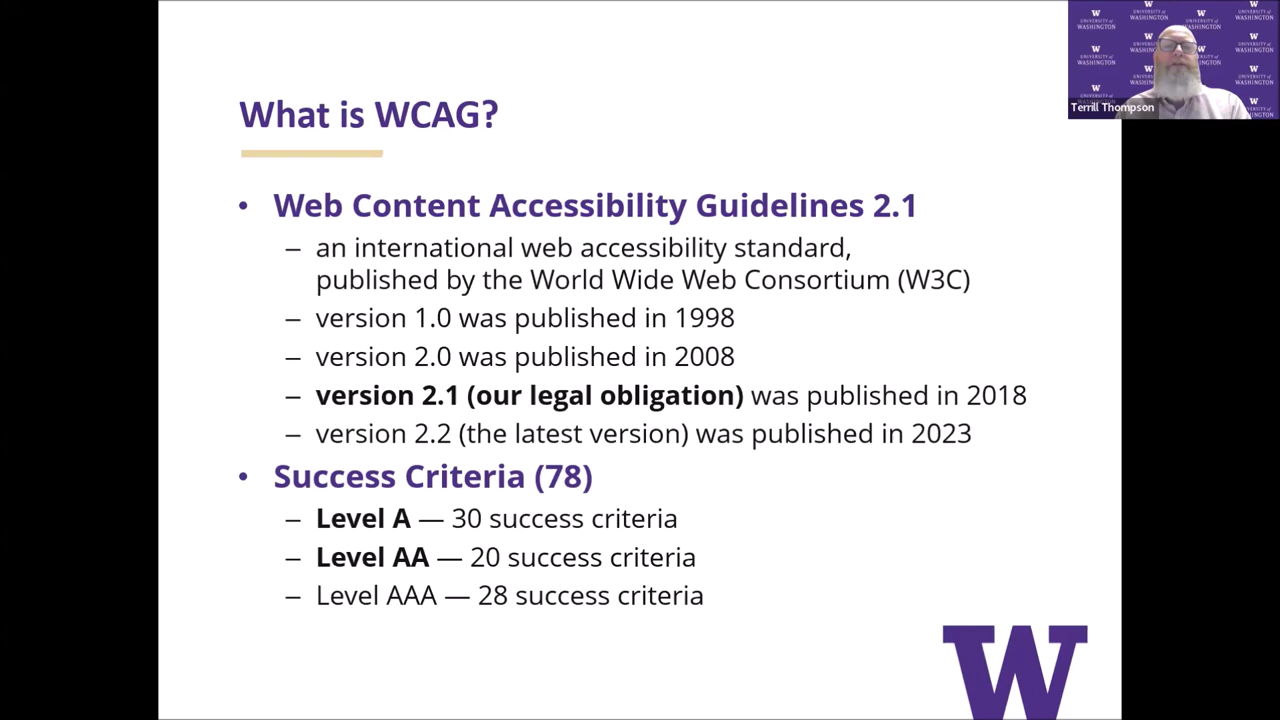 What is WCAG?
• Web Content Accessibility Guidelines 2.1
– an international web accessibility standard,
published by the World Wide Web Consortium (W3C)
– version 1.0 was published in 1998
– version 2.0 was published in 2008
– version 2.1 (our legal obligation) was published in 2018
– version 2.2 (the latest version) was published in 2023
• Success Criteria (78)
– Level A — 30 success criteria
– Level AA — 20 success criteria
– Level AAA — 28 success criteria
W
UNIVERSITY of
WASHINGTON
Terrill Thompson